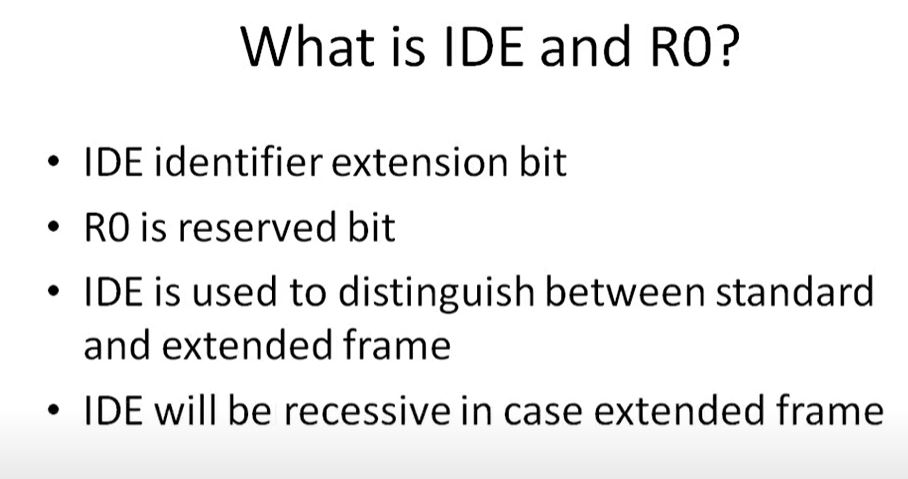 What is IDE and R0?
• IDE identifier extension bit
• R0 is reserved bit
• IDE is used to distinguish between standard
and extended frame
• IDE will be recessive in case extended frame